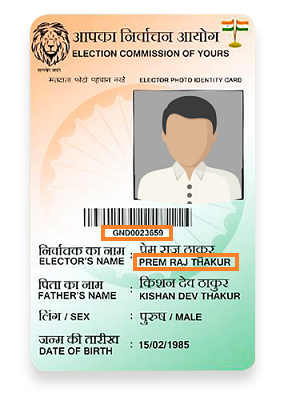 आपका निर्वाचन आयोग
ELECTION COMMISSION OF YOURS
मतदाता फोटो पहचान कार्ड ELECTOR PHOTO IDENTITY CARD
GND0023659
निर्वाचक का नाम : प्रेम राज ठाकुर
ELECTOR'S NAME PREM RAJ THAKUR
पिता का नाम : किशन देव ठाकुर
FATHER'S NAME KISHAN DEV THAKUR
लिंग / SEX : पुरुष / MALE
जन्म की तारीख
DATE OF BIRTH : 15/02/1985